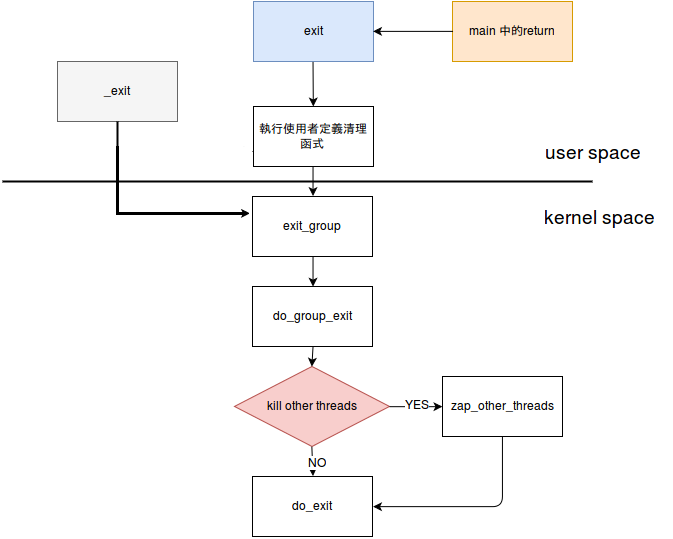 exit
main 中的return
_exit
執行使用者定義清理
函式
user space
kernel space
exit_group
do_group_exit
kill other threads
YES
zap_other_threads
NO
do_exit